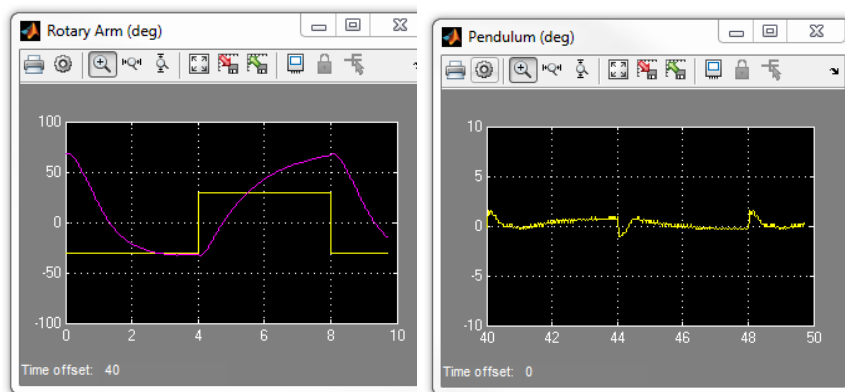 Rotary Arm (deg)
100
50
0
-50
-100
0 2 4 6 8 10
Time offset: 40
Pendulum (deg)
10
5
0
-5
-10
40 42 44 46 48 50
Time offset: 0